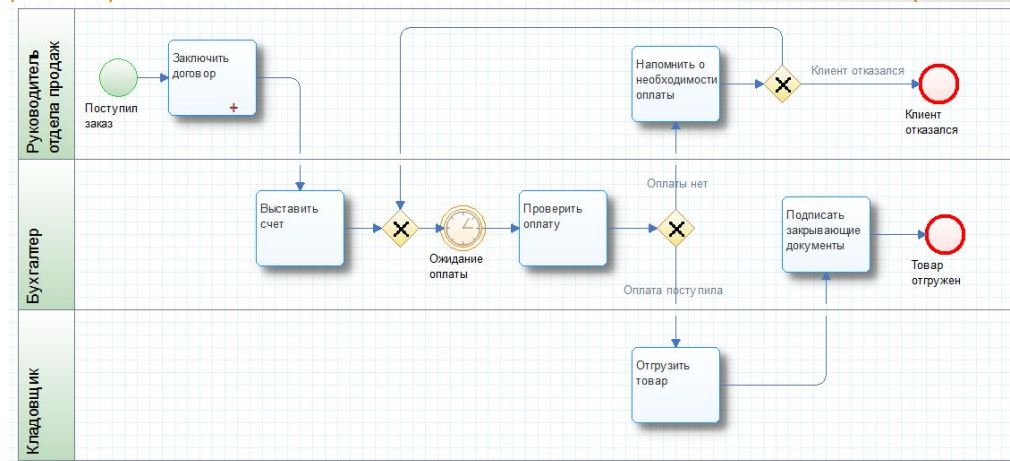 Руководитель
отдела продаж
Поступил
заказ
Заключить
договор
Напомнить о
необходимости
оплаты
Клиент отказался
Клиент
отказался
Бухгалтер
Выставить
счет
Ожидание
оплаты
Проверить
оплату
Оплаты нет
Оплата поступила
Подписать
закрывающие
документы
Товар
отгружен
Кладовщик
Отгрузить
товар